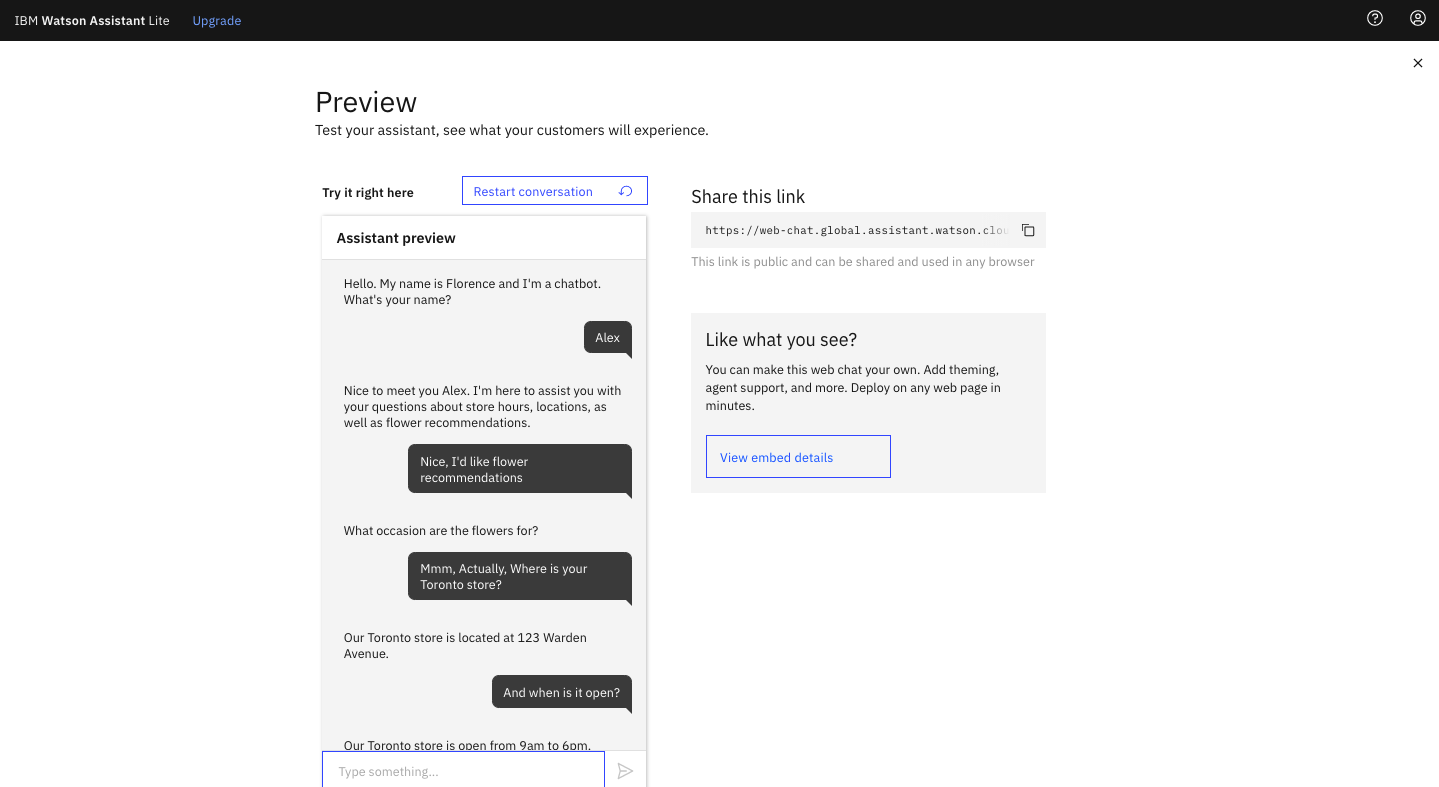 IBM Watson Assistant Lite
Upgrade
Preview
Test your assistant, see what your customers will experience.
Try it right here
Restart conversation
Assistant preview
Hello. My name is Florence and I'm a chatbot.
What's your name?
Alex
Nice to meet you Alex. I'm here to assist you with
your questions about store hours, locations, as
well as flower recommendations.
Nice, I'd like flower
recommendations
What occasion are the flowers for?
Mmm, Actually, Where is your
Toronto store?
Our Toronto store is located at 123 Warden
Avenue.
And when is it open?
Our Toronto store is open from 9am to 6pm.
Type something...
Share this link
https://web-chat.global.assistant.watson.clou
This link is public and can be shared and used in any browser
Like what you see?
You can make this web chat your own. Add theming,
agent support, and more. Deploy on any web page in
minutes.
View embed details